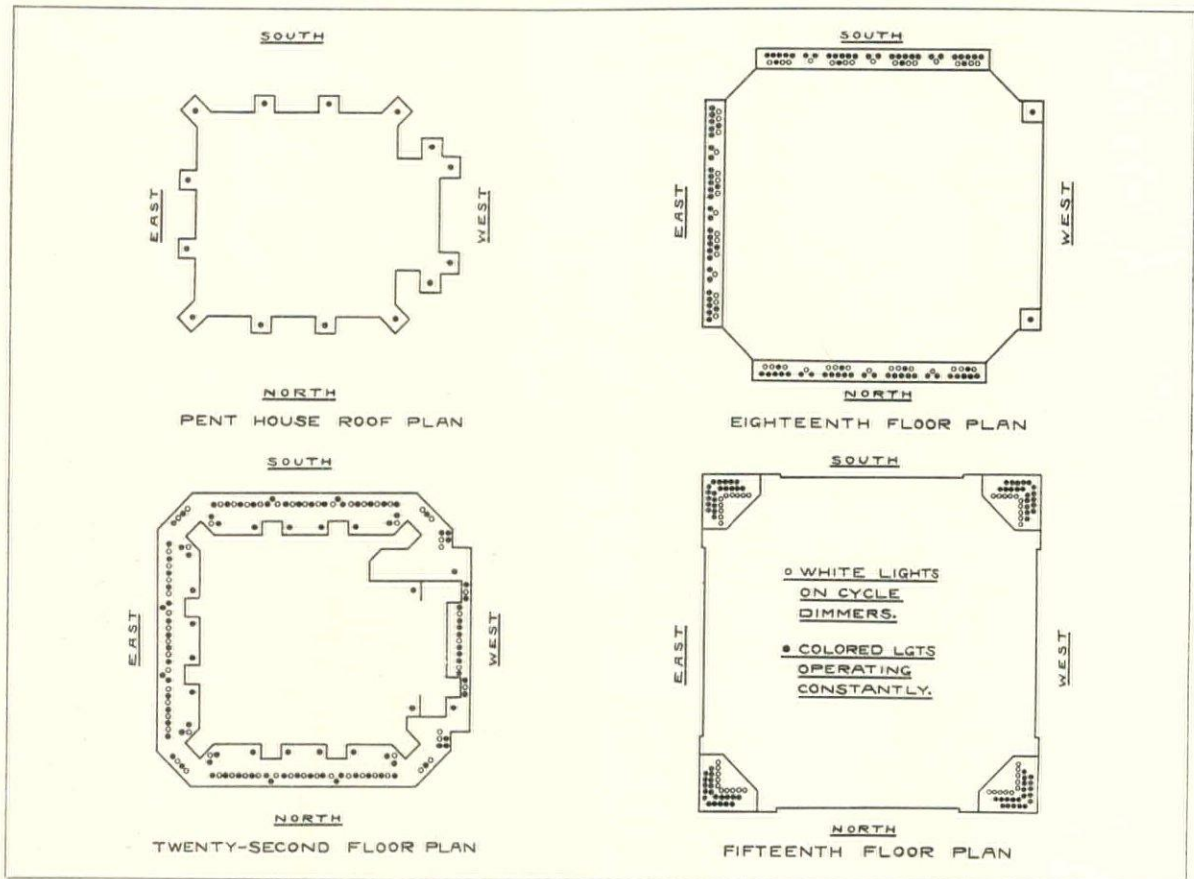 SOUTH
EAST
WEST
NORTH
PENT HOUSE ROOF PLAN
SOUTH
EAST
WEST
NORTH
EIGHTEENTH FLOOR PLAN
SOUTH
EAST
WEST
NORTH
TWENTY-SECOND FLOOR PLAN
SOUTH
EAST
WEST
○ WHITE LIGHTS
ON CYCLE
DIMMERS.
● COLORED LGTS
OPERATING
CONSTANTLY.
NORTH
FIFTEENTH FLOOR PLAN